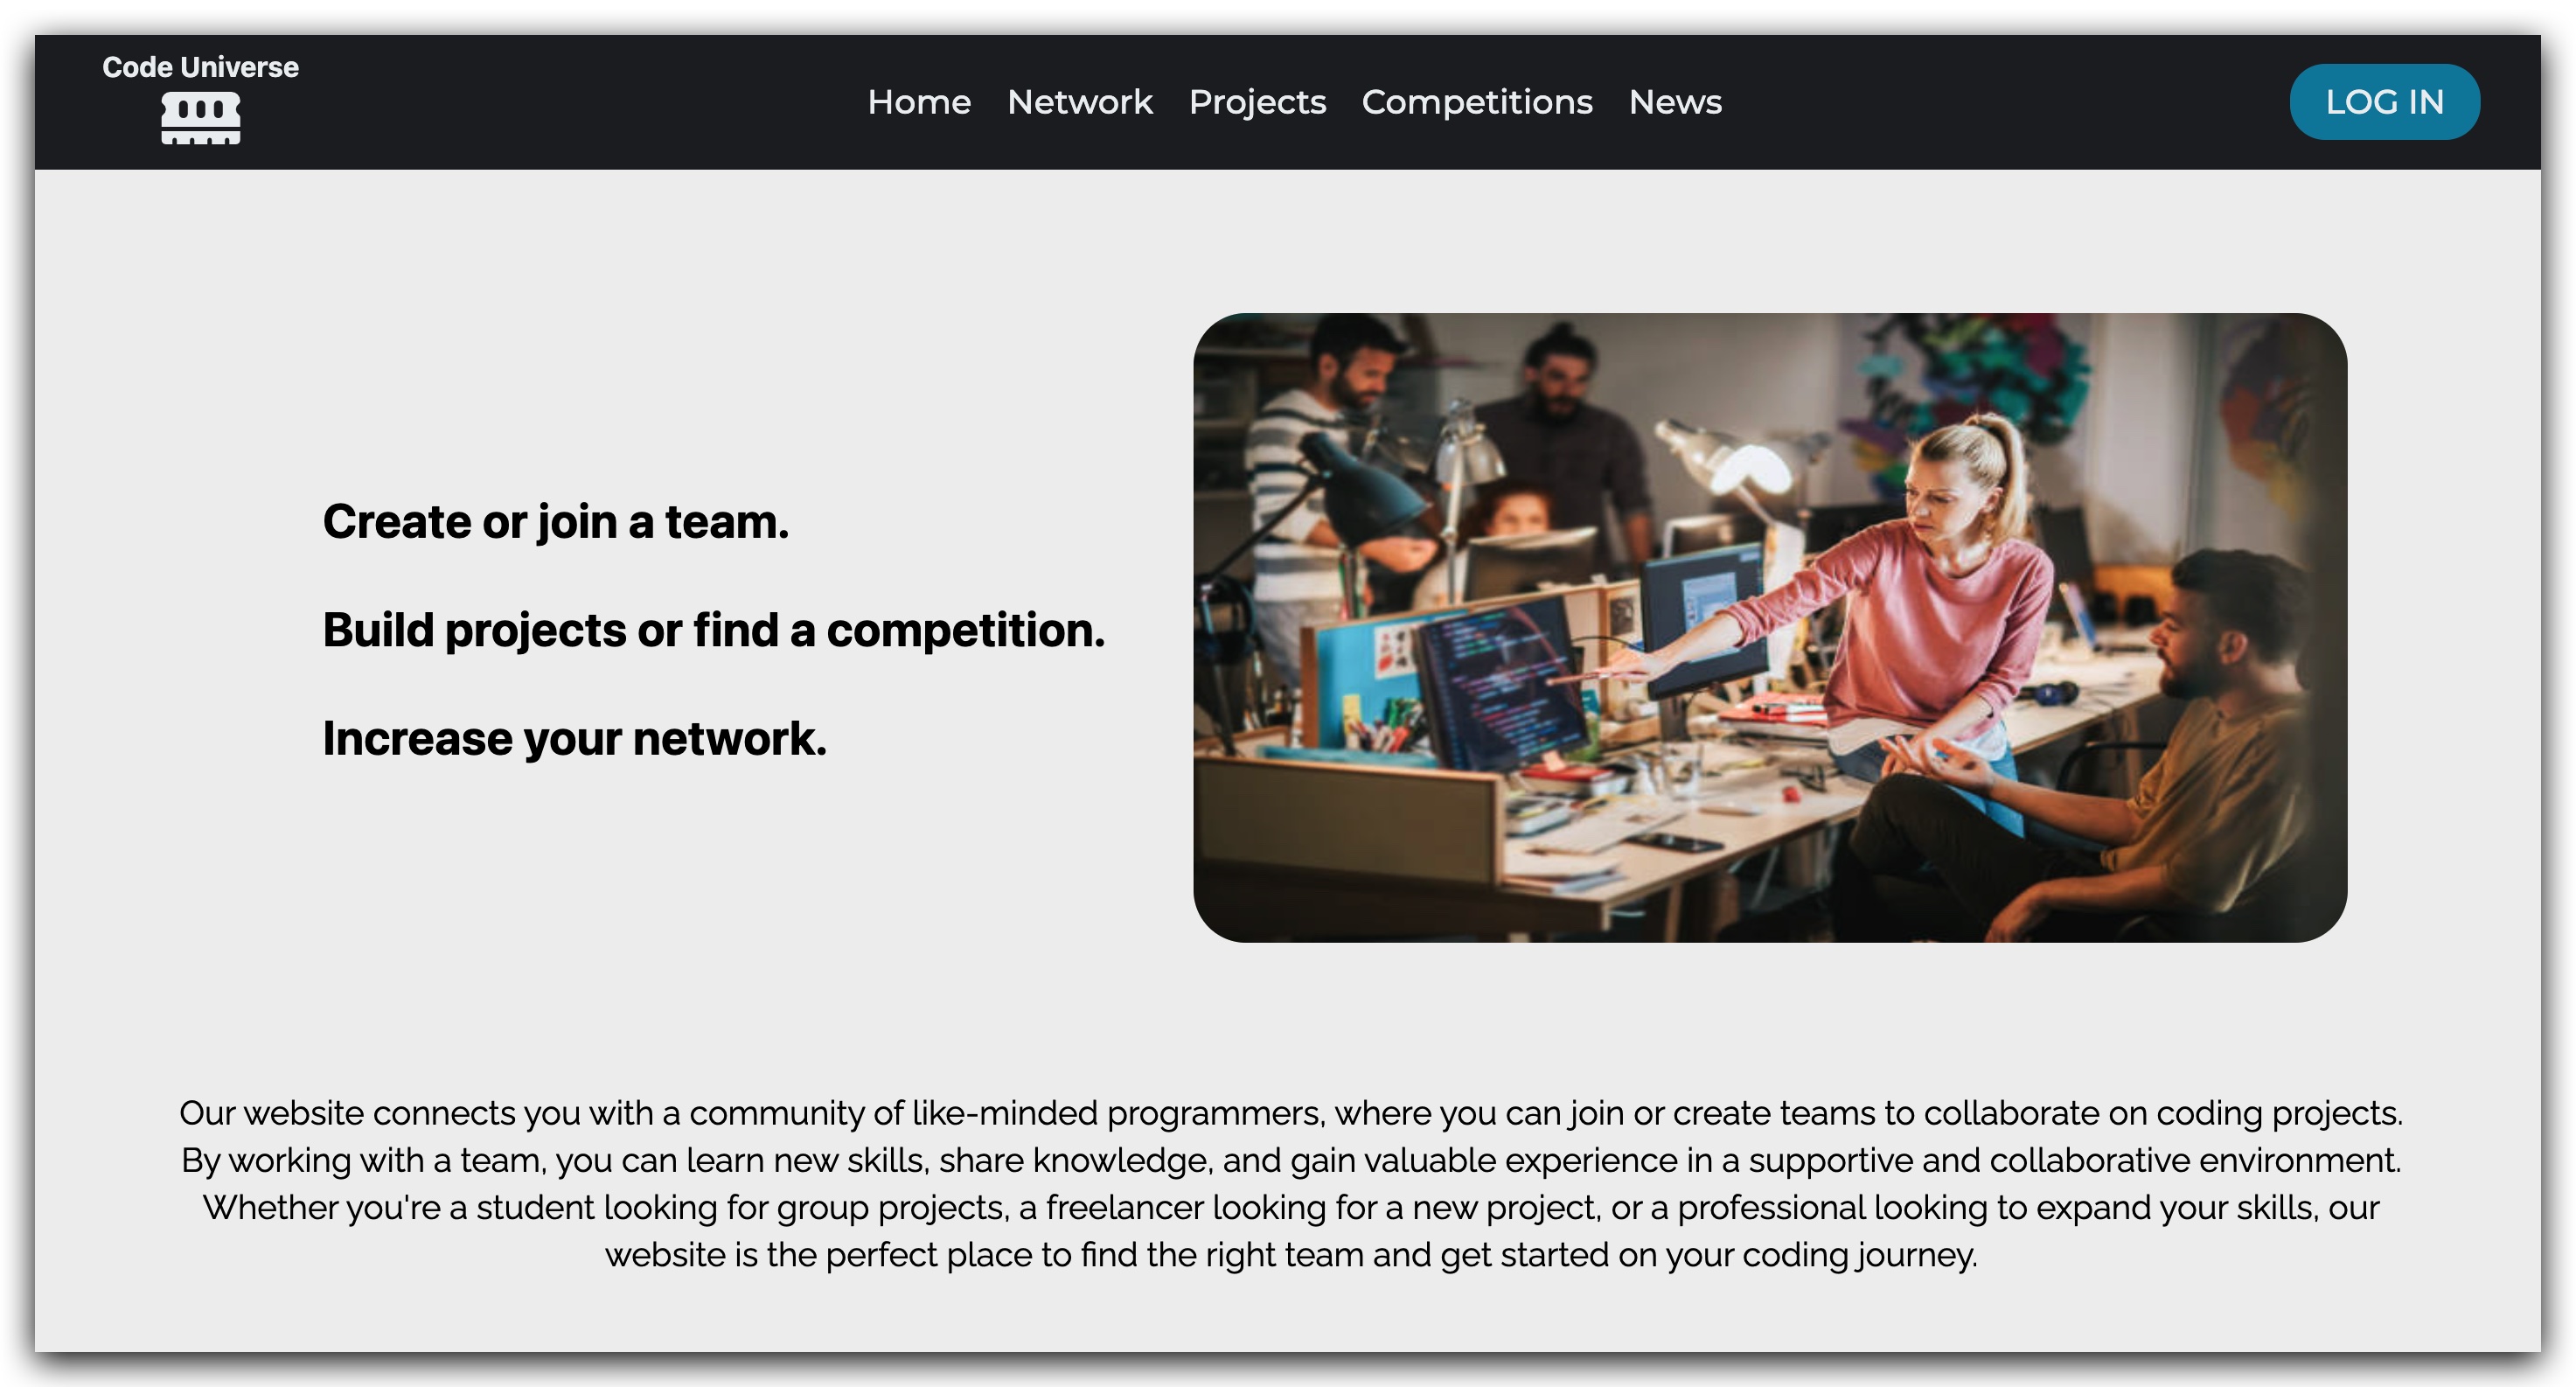 Code Universe
Home Network Projects Competitions News
LOG IN
Create or join a team.
Build projects or find a competition.
Increase your network.
Our website connects you with a community of like-minded programmers, where you can join or create teams to collaborate on coding projects.
By working with a team, you can learn new skills, share knowledge, and gain valuable experience in a supportive and collaborative environment.
Whether you're a student looking for group projects, a freelancer looking for a new project, or a professional looking to expand your skills, our
website is the perfect place to find the right team and get started on your coding journey.